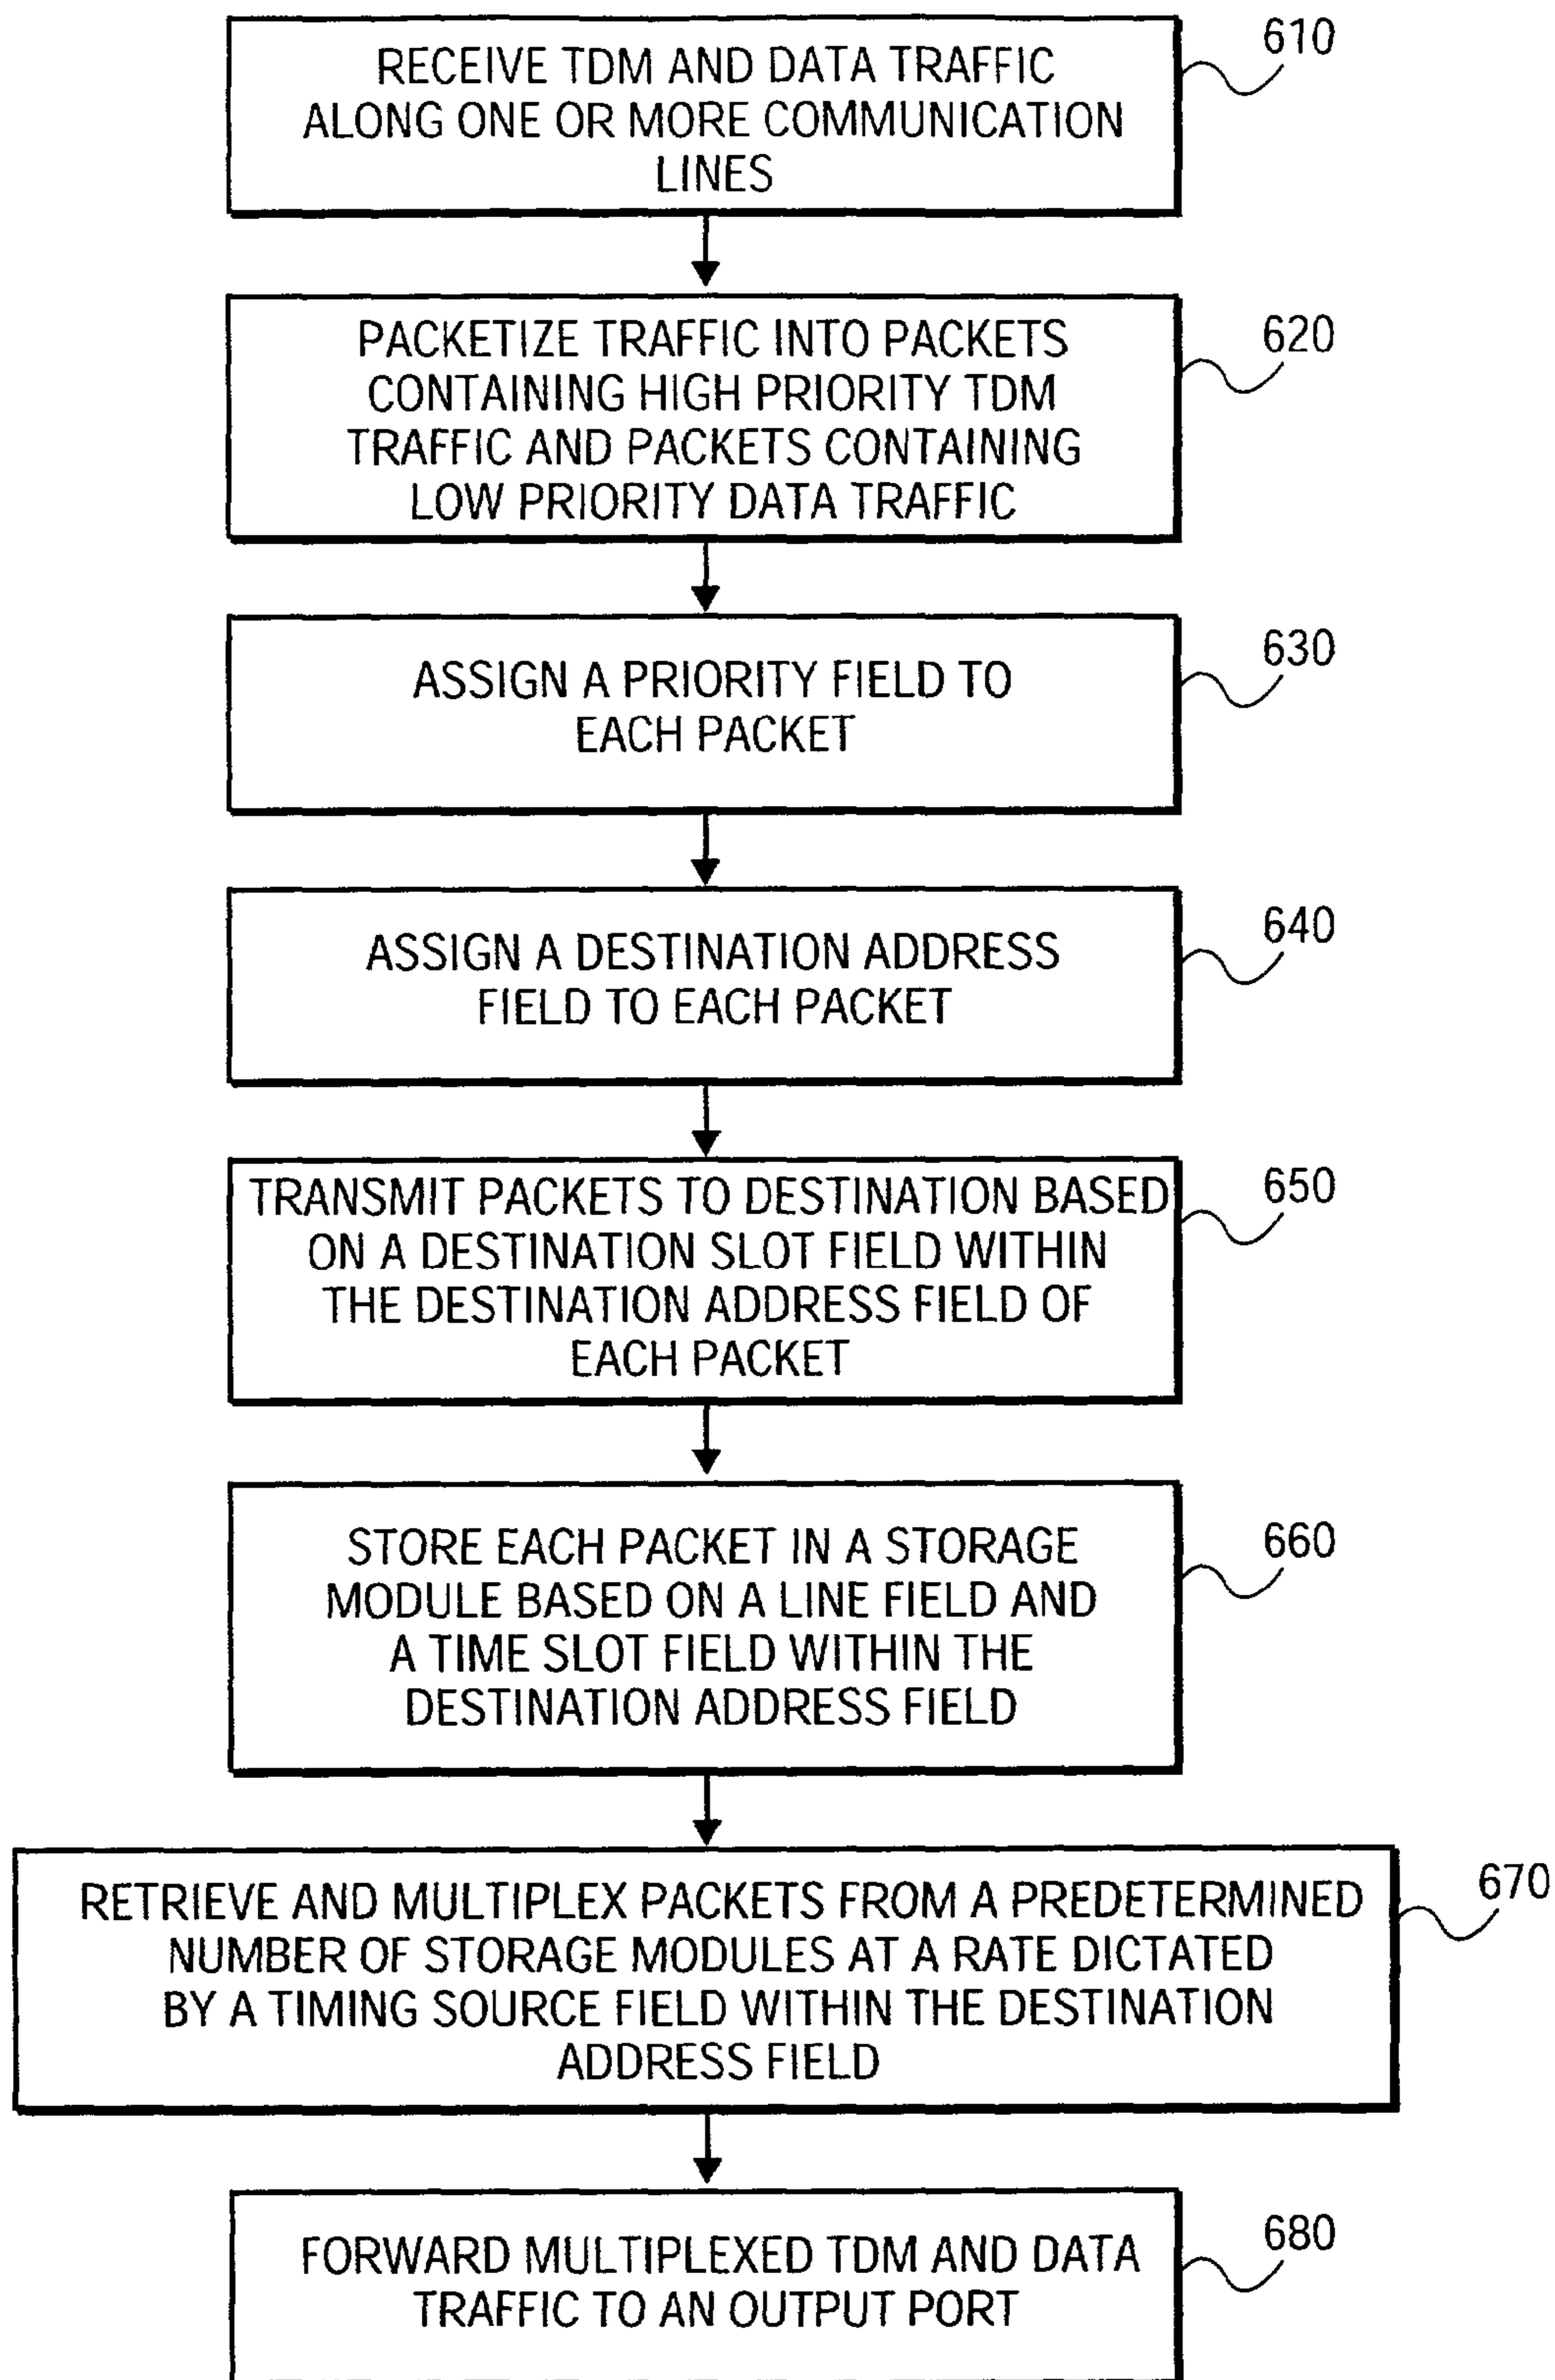 610
RECEIVE TDM AND DATA TRAFFIC
ALONG ONE OR MORE COMMUNICATION
LINES
620
PACKETIZE TRAFFIC INTO PACKETS
CONTAINING HIGH PRIORITY TDM
TRAFFIC AND PACKETS CONTAINING
LOW PRIORITY DATA TRAFFIC
630
ASSIGN A PRIORITY FIELD TO
EACH PACKET
640
ASSIGN A DESTINATION ADDRESS
FIELD TO EACH PACKET
650
TRANSMIT PACKETS TO DESTINATION BASED
ON A DESTINATION SLOT FIELD WITHIN
THE DESTINATION ADDRESS FIELD OF
EACH PACKET
660
STORE EACH PACKET IN A STORAGE
MODULE BASED ON A LINE FIELD AND
A TIME SLOT FIELD WITHIN THE
DESTINATION ADDRESS FIELD
670
RETRIEVE AND MULTIPLEX PACKETS FROM A PREDETERMINED
NUMBER OF STORAGE MODULES AT A RATE DICTATED
BY A TIMING SOURCE FIELD WITHIN THE DESTINATION
ADDRESS FIELD
680
FORWARD MULTIPLEXED TDM AND DATA
TRAFFIC TO AN OUTPUT PORT